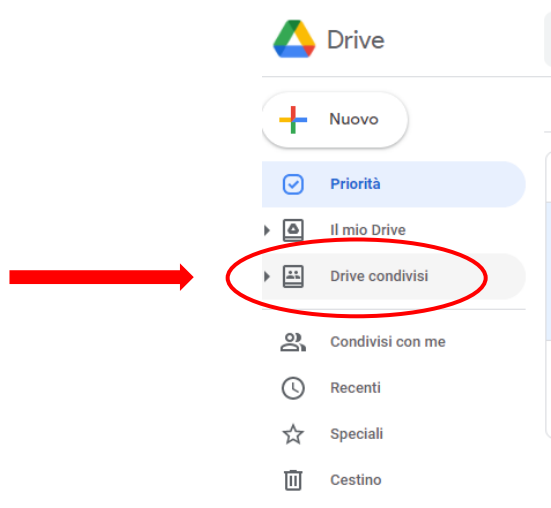 Drive
Nuovo
Priorità
Il mio Drive
Drive condivisi
Condivisi con me
Recenti
Speciali
Cestino